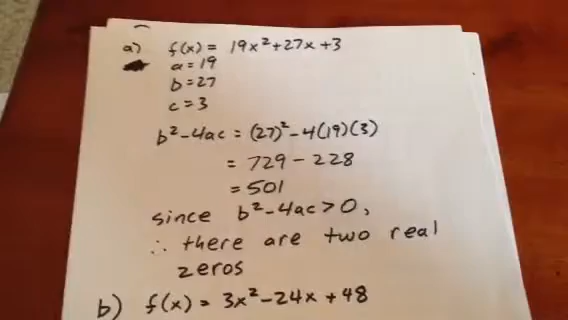 a) f(x) = 19x²+27x+3
a=19
b=27
c=3
b²-4ac = (27)²-4(19)(3)
= 729-228
=501
since b²-4ac>0,
∴ there are two real
zeros
b) f(x) = 3x²-24x+48